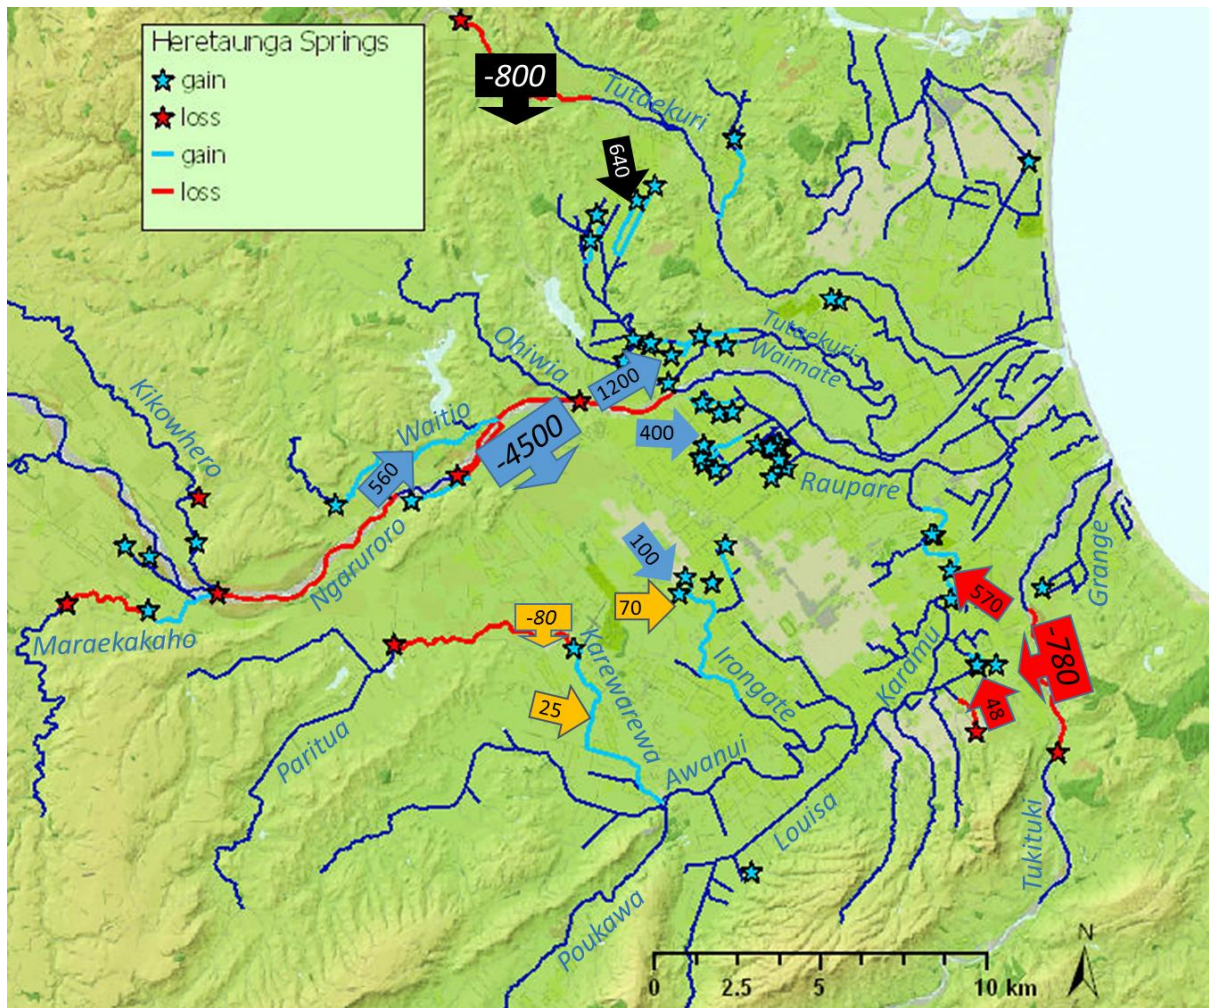 Heretaunga Springs
gain
loss
gain
loss
-800
Tutaekuri
640
Ohiwia
Tutaekuri
Waimate
1200
Kikowhero
Waitio
-4500
400
560
Raupare
Ngaruroro
100
Grange
570
70
-80
Maraekakaho
Karewarewa
Irongate
Karamu
-780
25
48
Paritua
Awanui
Louisa
Tukituki
Poukawa
N
0 2.5 5 10 km